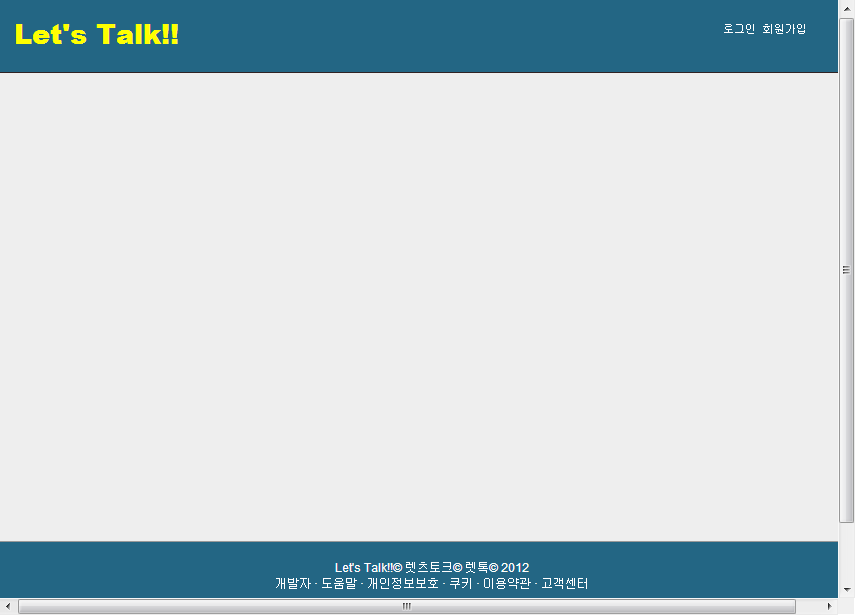 Let's Talk!!
로그인 회원가입
Let's Talk!!© 렛츠토크© 렛톡© 2012
개발자 · 도움말 · 개인정보보호 · 쿠키 · 이용약관 · 고객센터